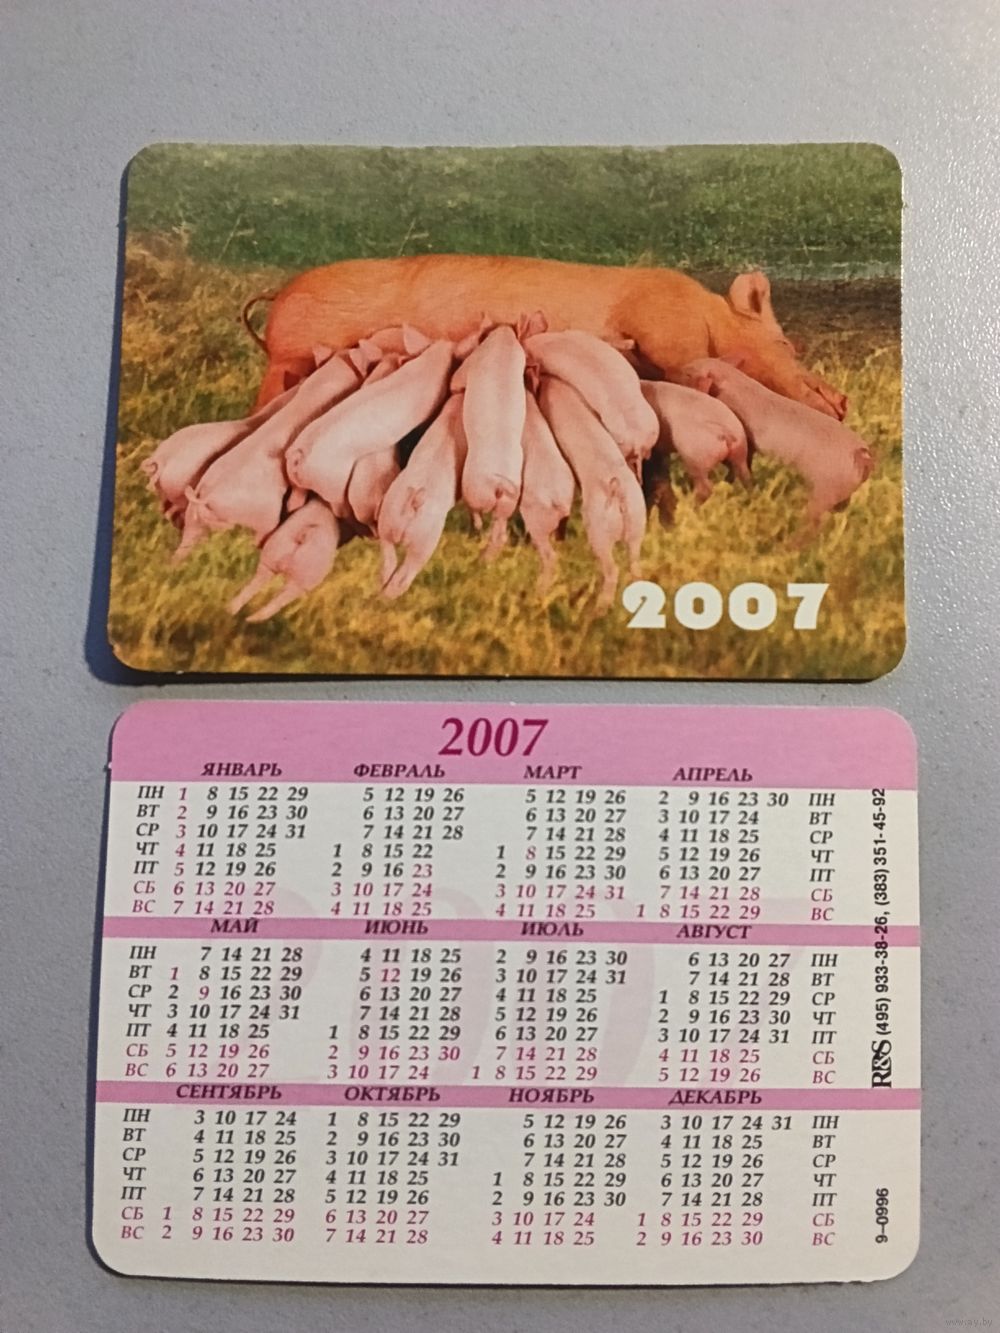 2007
2007
ЯНВАРЬ ФЕВРАЛЬ МАРТ АПРЕЛЬ
ПН 1 8 15 22 29 5 12 19 26 5 12 19 26 2 9 16 23 30 ПН
ВТ 2 9 16 23 30 6 13 20 27 6 13 20 27 3 10 17 24 ВТ
СР 3 10 17 24 31 7 14 21 28 7 14 21 28 4 11 18 25 СР
ЧТ 4 11 18 25 1 8 15 22 1 8 15 22 29 5 12 19 26 ЧТ
ПТ 5 12 19 26 2 9 16 23 2 9 16 23 30 6 13 20 27 ПТ
СБ 6 13 20 27 3 10 17 24 3 10 17 24 31 7 14 21 28 СБ
ВС 7 14 21 28 4 11 18 25 4 11 18 25 1 8 15 22 29 ВС
МАЙ ИЮНЬ ИЮЛЬ АВГУСТ
ПН 7 14 21 28 4 11 18 25 2 9 16 23 30 6 13 20 27 ПН
ВТ 1 8 15 22 29 5 12 19 26 3 10 17 24 31 7 14 21 28 ВТ
СР 2 9 16 23 30 6 13 20 27 4 11 18 25 1 8 15 22 29 СР
ЧТ 3 10 17 24 31 7 14 21 28 5 12 19 26 2 9 16 23 30 ЧТ
ПТ 4 11 18 25 1 8 15 22 29 6 13 20 27 3 10 17 24 31 ПТ
СБ 5 12 19 26 2 9 16 23 30 7 14 21 28 4 11 18 25 СБ
ВС 6 13 20 27 3 10 17 24 1 8 15 22 29 5 12 19 26 ВС
СЕНТЯБРЬ ОКТЯБРЬ НОЯБРЬ ДЕКАБРЬ
ПН 3 10 17 24 1 8 15 22 29 5 12 19 26 3 10 17 24 31 ПН
ВТ 4 11 18 25 2 9 16 23 30 6 13 20 27 4 11 18 25 ВТ
СР 5 12 19 26 3 10 17 24 31 7 14 21 28 5 12 19 26 СР
ЧТ 6 13 20 27 4 11 18 25 1 8 15 22 29 6 13 20 27 ЧТ
ПТ 7 14 21 28 5 12 19 26 2 9 16 23 30 7 14 21 28 ПТ
СБ 1 8 15 22 29 6 13 20 27 3 10 17 24 1 8 15 22 29 СБ
ВС 2 9 16 23 30 7 14 21 28 4 11 18 25 2 9 16 23 30 ВС
R&S (495) 933-38-26, (383) 351-45-92
9-0996
www.ay.by